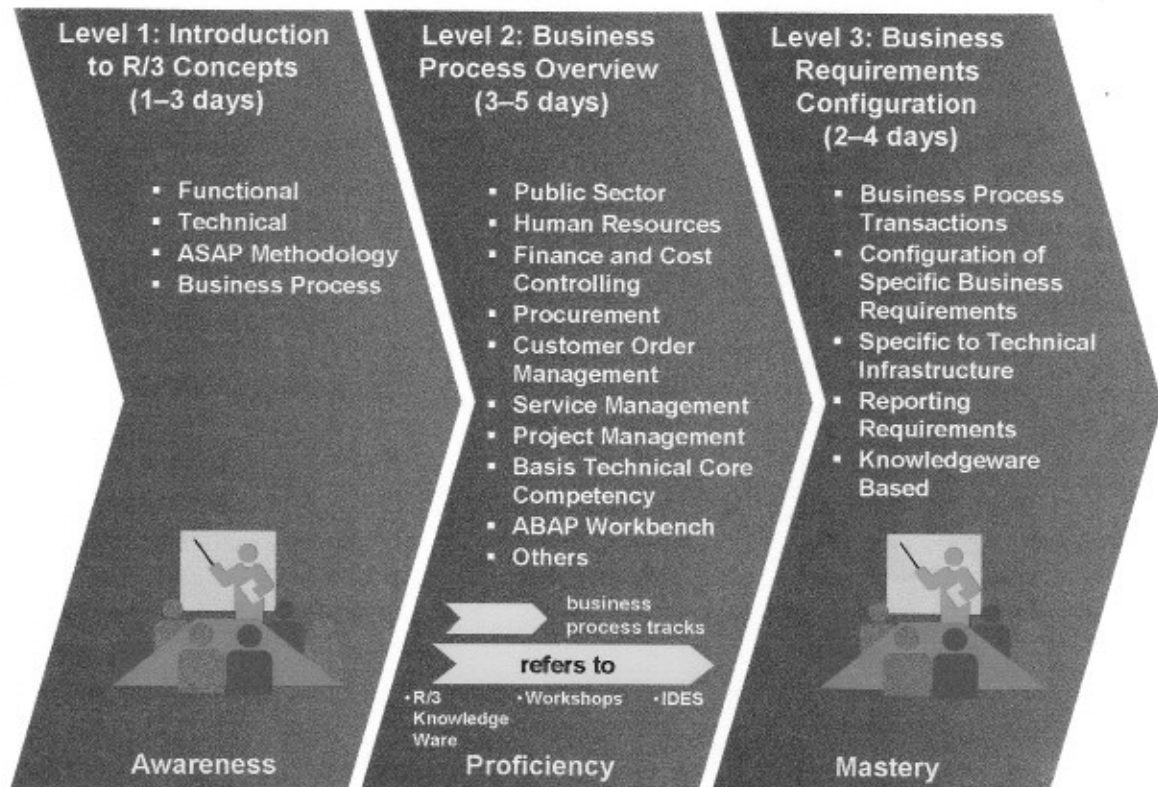 Level 1: Introduction
to R/3 Concepts
(1–3 days)
▪ Functional
▪ Technical
▪ ASAP Methodology
▪ Business Process
Awareness
Level 2: Business
Process Overview
(3–5 days)
▪ Public Sector
▪ Human Resources
▪ Finance and Cost
Controlling
▪ Procurement
▪ Customer Order
Management
▪ Service Management
▪ Project Management
▪ Basis Technical Core
Competency
▪ ABAP Workbench
▪ Others
business
process tracks
refers to
• R/3
Knowledge
Ware
• Workshops
• IDES
Proficiency
Level 3: Business
Requirements
Configuration
(2–4 days)
▪ Business Process
Transactions
▪ Configuration of
Specific Business
Requirements
▪ Specific to Technical
Infrastructure
▪ Reporting
Requirements
▪ Knowledgeware
Based
Mastery